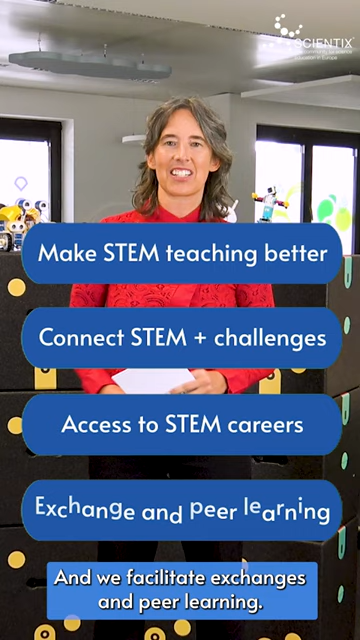 SCIENTIX
Make STEM teaching better
Connect STEM + challenges
Access to STEM careers
Exchange and peer learning
And we facilitate exchanges
and peer learning.